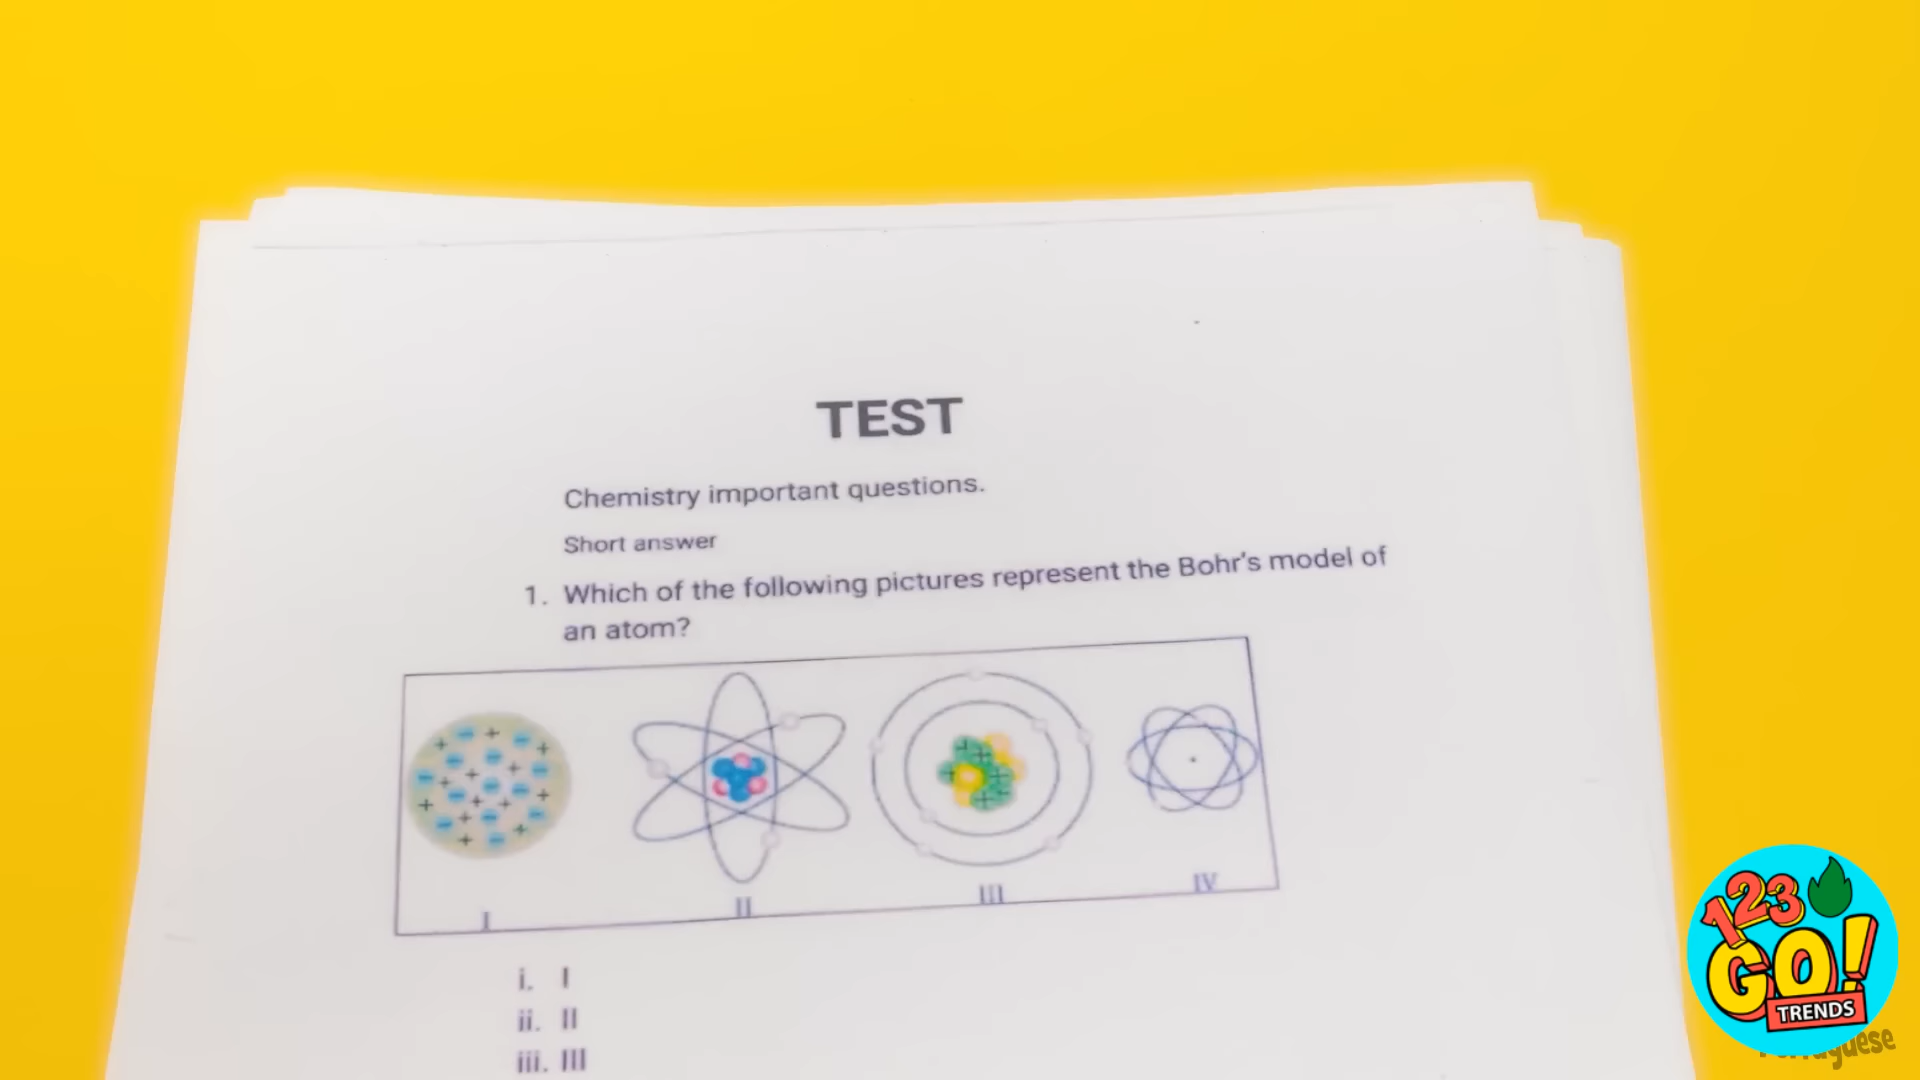 TEST
Chemistry important questions.
Short answer
1. Which of the following pictures represent the Bohr's model of
an atom?
I II III IV
i. I
ii. II
iii. III
123
GO!
TRENDS